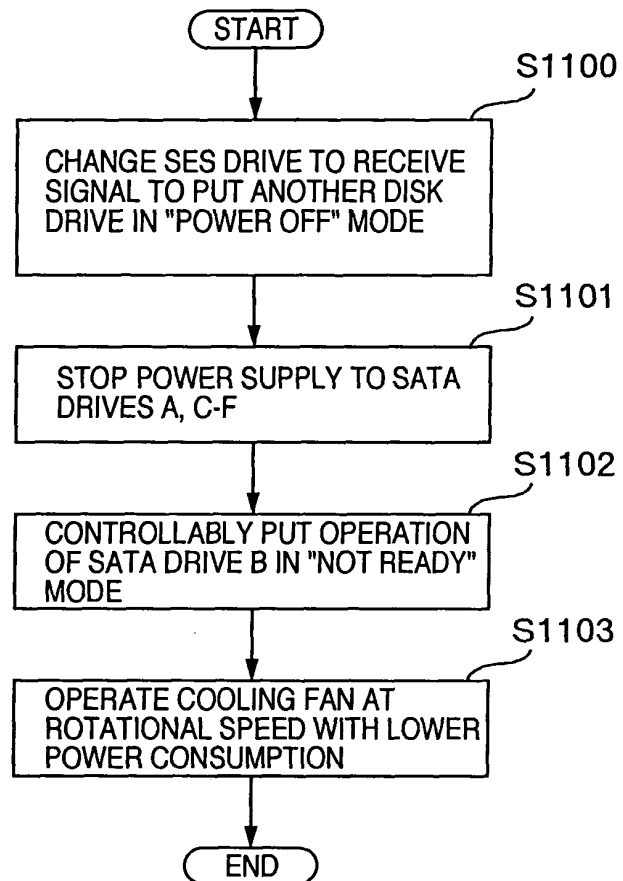 START
S1100
CHANGE SES DRIVE TO RECEIVE
SIGNAL TO PUT ANOTHER DISK
DRIVE IN "POWER OFF" MODE
S1101
STOP POWER SUPPLY TO SATA
DRIVES A, C-F
S1102
CONTROLLABLY PUT OPERATION
OF SATA DRIVE B IN "NOT READY"
MODE
S1103
OPERATE COOLING FAN AT
ROTATIONAL SPEED WITH LOWER
POWER CONSUMPTION
END